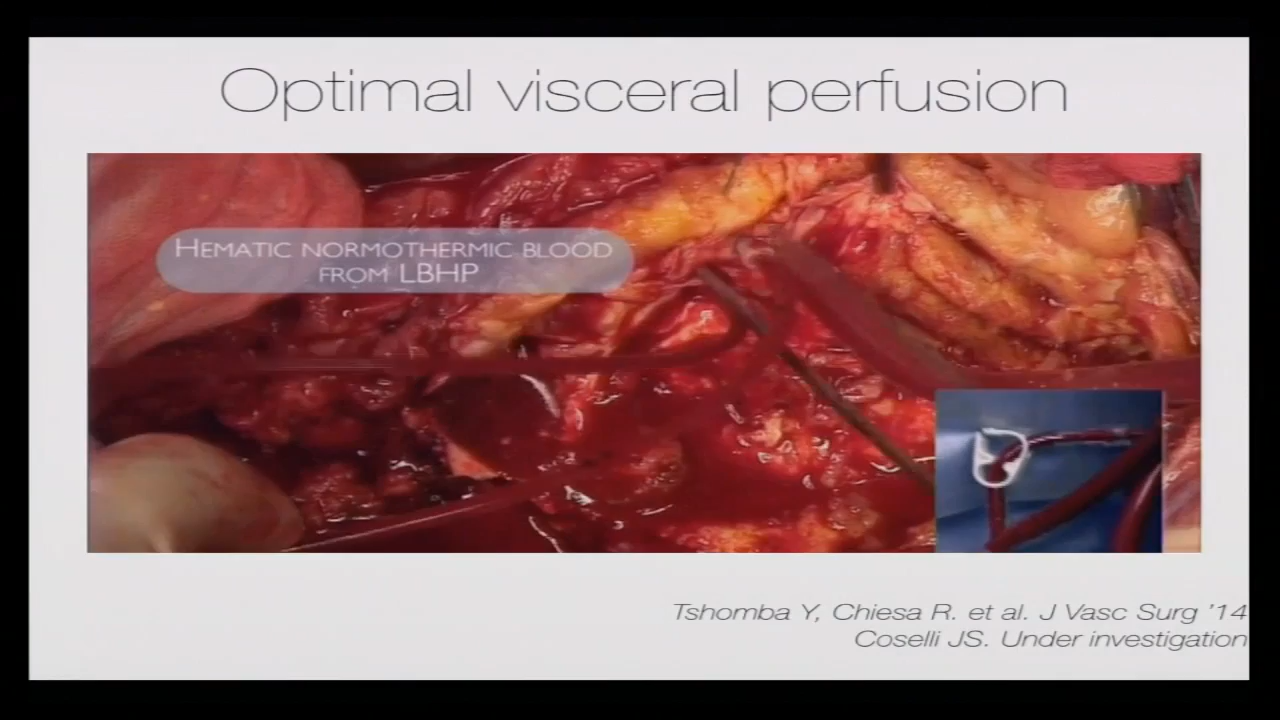 Optimal visceral perfusion
HEMATIC NORMOTHERMIC BLOOD
FROM LBHP
Tshomba Y, Chiesa R. et al. J Vasc Surg '14
Coselli JS. Under investigation